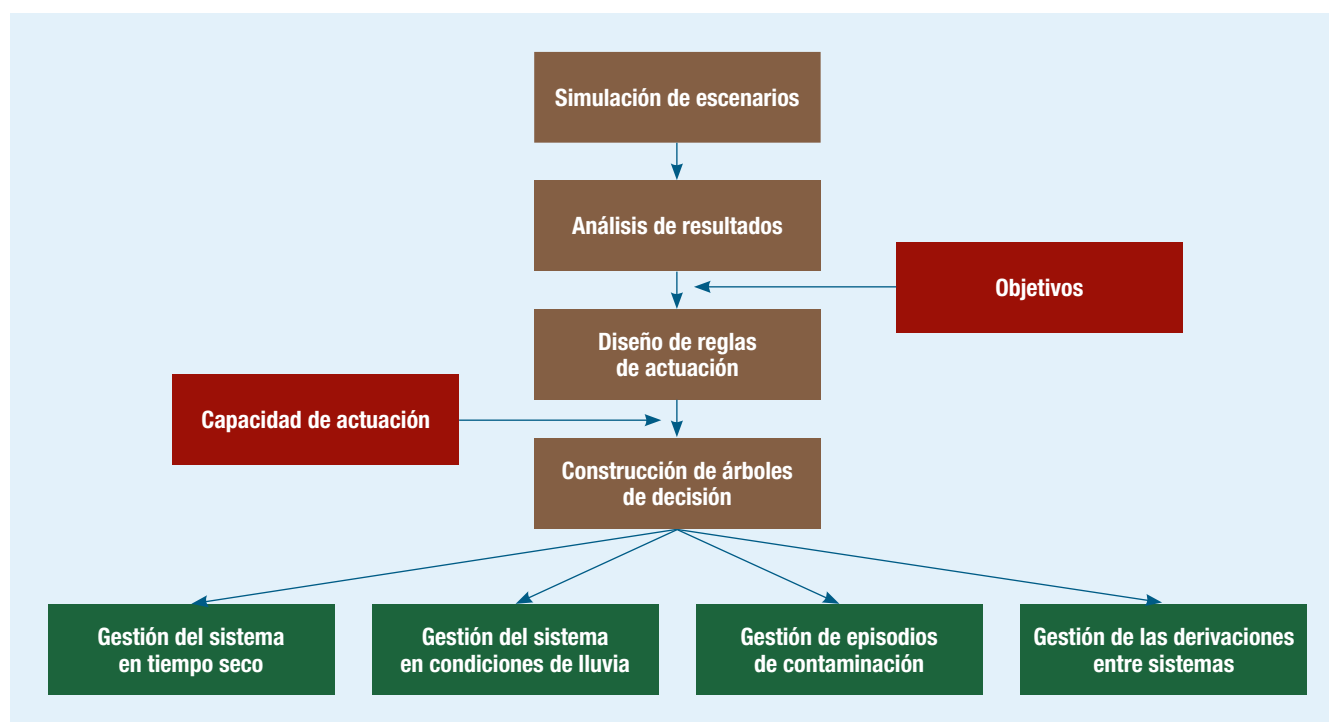 Simulación de escenarios
Análisis de resultados
Objetivos
Diseño de reglas
de actuación
Capacidad de actuación
Construcción de árboles
de decisión
Gestión del sistema
en tiempo seco
Gestión del sistema
en condiciones de lluvia
Gestión de episodios
de contaminación
Gestión de las derivaciones
entre sistemas